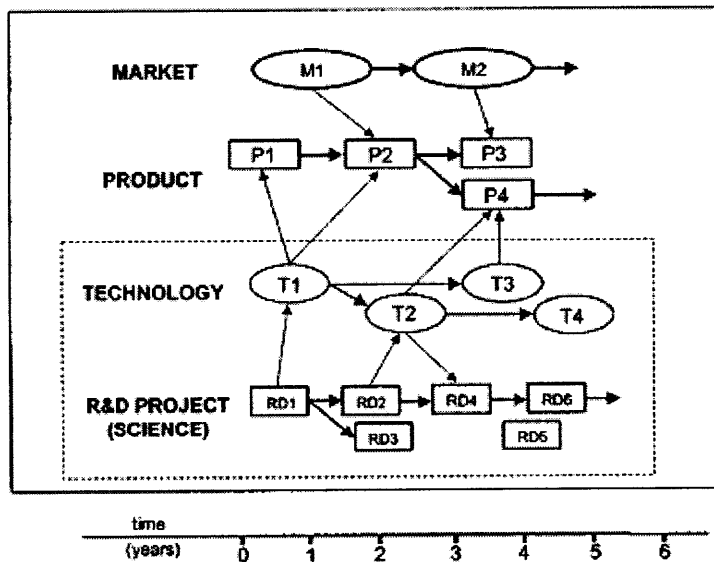 MARKET
M1
M2
P1
P2
P3
PRODUCT
P4
TECHNOLOGY
T1
T3
T2
T4
R&D PROJECT
(SCIENCE)
RD1
RD2
RD4
RD6
RD3
RD5
time
(years)
0 1 2 3 4 5 6